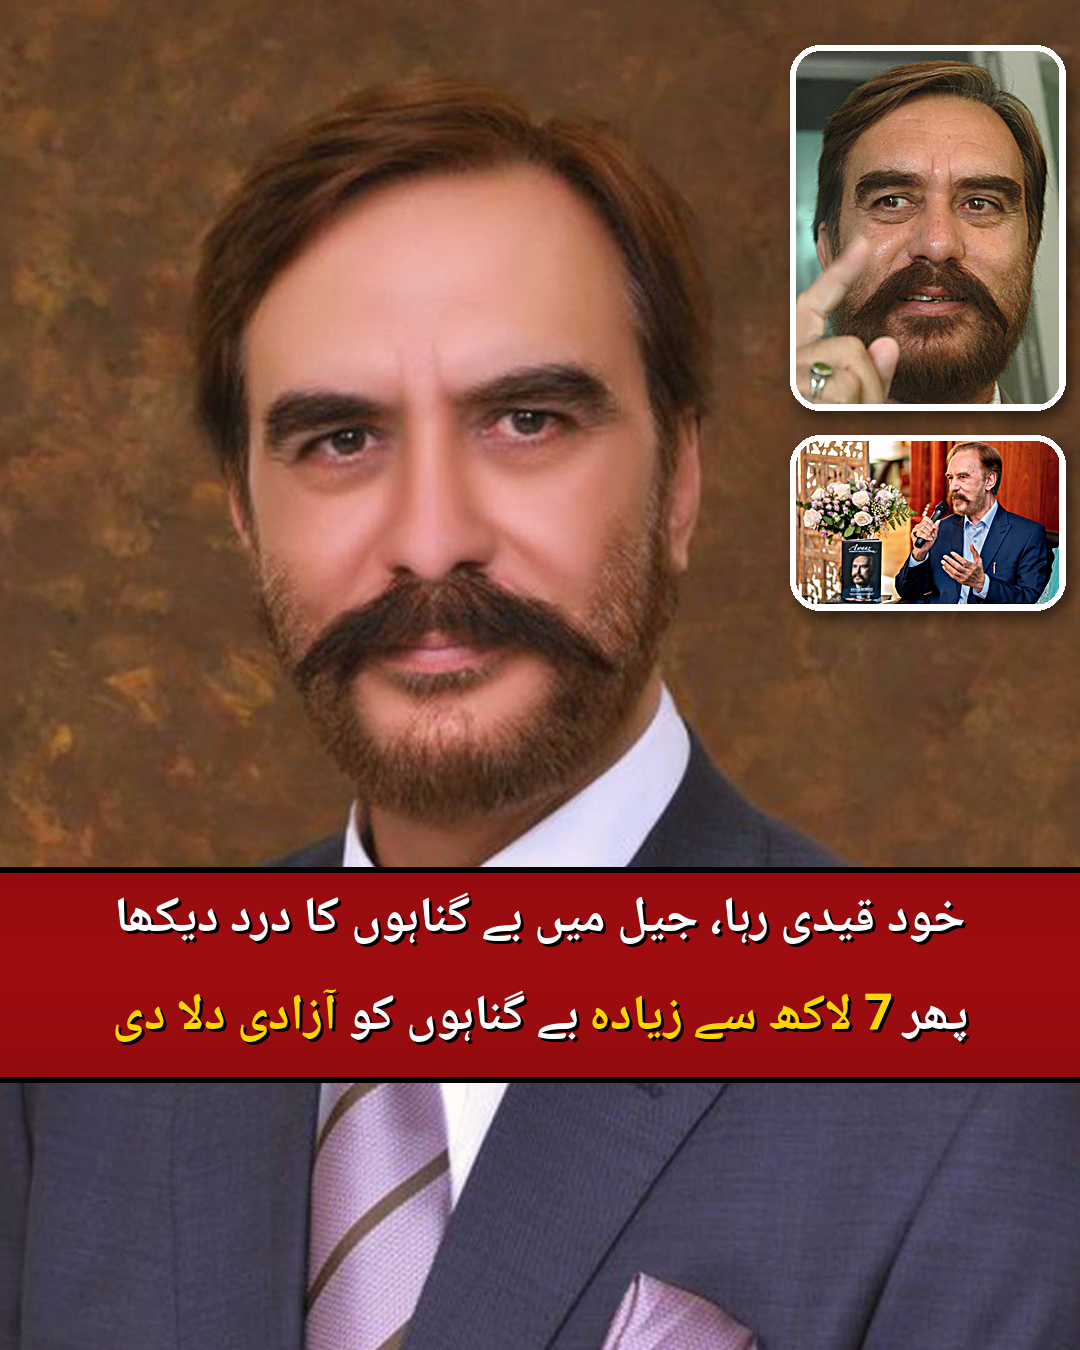 خود قیدی رہا، جیل میں بے گناہوں کا درد دیکھا
پھر 7 لاکھ سے زیادہ بے گناہوں کو آزادی دلا دی